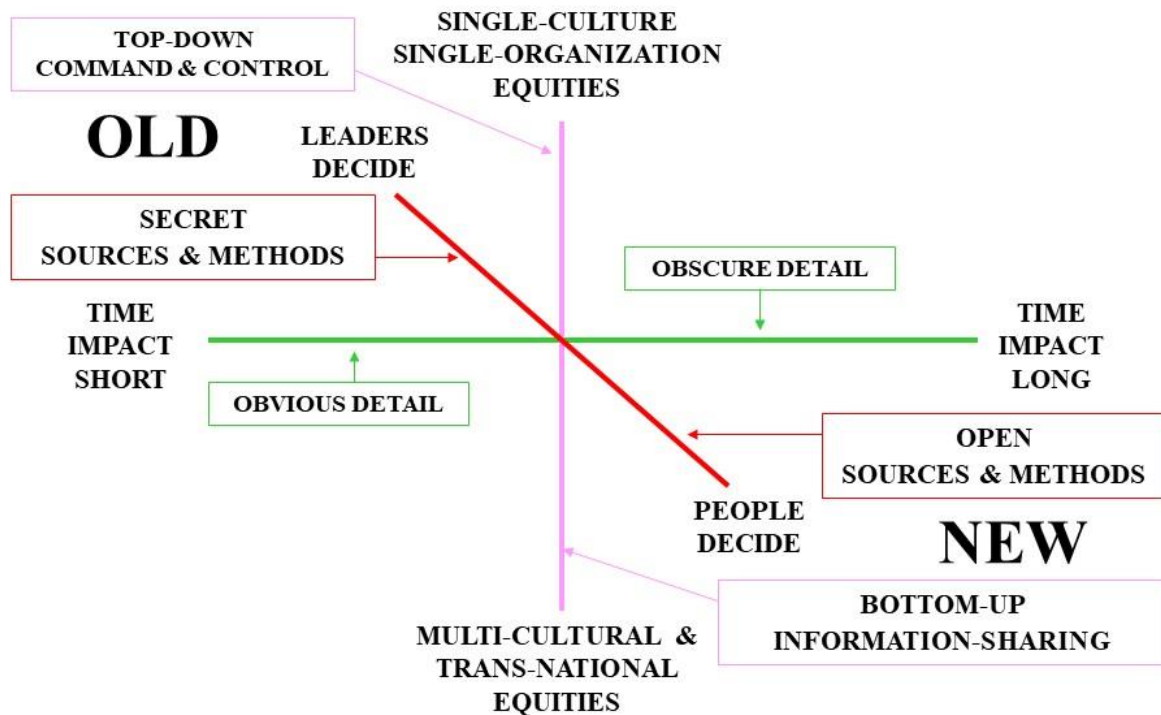 TOP-DOWN
COMMAND & CONTROL
SINGLE-CULTURE
SINGLE-ORGANIZATION
EQUITIES
OLD
LEADERS
DECIDE
SECRET
SOURCES & METHODS
OBSCURE DETAIL
TIME
IMPACT
SHORT
TIME
IMPACT
LONG
OBVIOUS DETAIL
OPEN
SOURCES & METHODS
PEOPLE
DECIDE
NEW
BOTTOM-UP
INFORMATION-SHARING
MULTI-CULTURAL &
TRANS-NATIONAL
EQUITIES